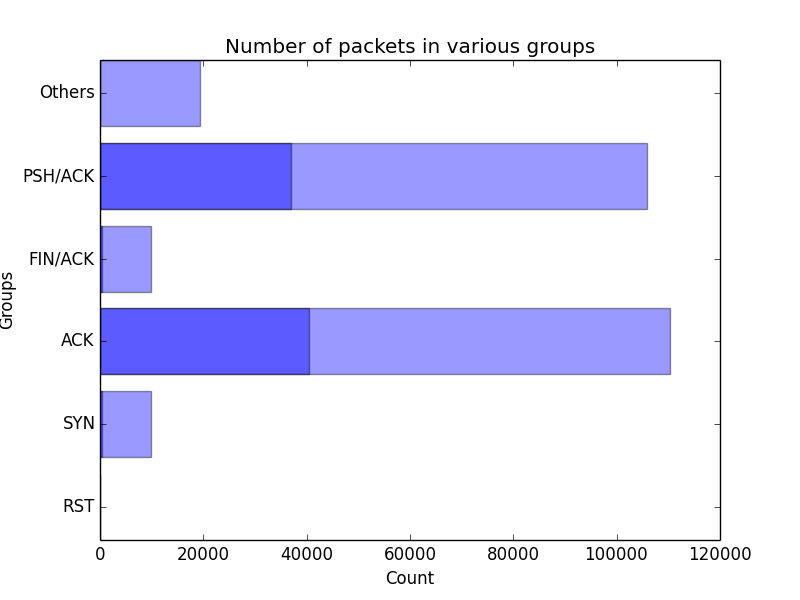 Number of packets in various groups
Others
PSH/ACK
FIN/ACK
ACK
SYN
RST
Groups
0 20000 40000 60000 80000 100000 120000
Count